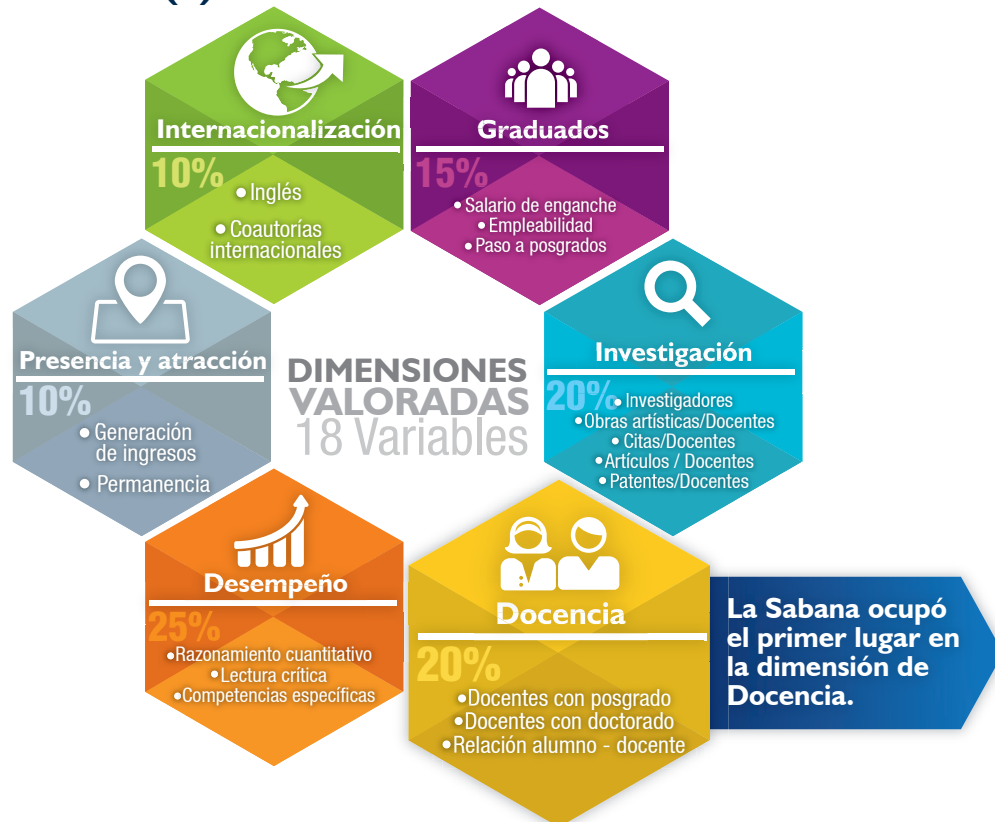 Internacionalización
10%
• Inglés
• Coautorías
internacionales
Graduados
15%
• Salario de enganche
• Empleabilidad
• Paso a posgrados
Presencia y atracción
10%
• Generación
de ingresos
• Permanencia
DIMENSIONES
VALORADAS
18 Variables
Investigación
20%
• Investigadores
• Obras artísticas/Docentes
• Citas/Docentes
• Artículos / Docentes
• Patentes/Docentes
Desempeño
25%
• Razonamiento cuantitativo
• Lectura crítica
• Competencias específicas
Docencia
20%
• Docentes con posgrado
• Docentes con doctorado
• Relación alumno - docente
La Sabana ocupó
el primer lugar en
la dimensión de
Docencia.